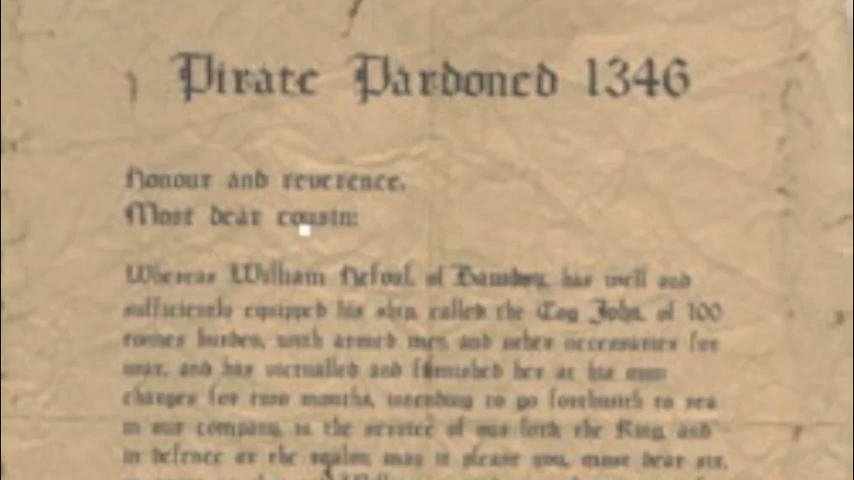 Pirate Pardoned 1346
Honour and reverence,
Most dear cousin:
Whereas William Hefoul, of has well and
sufficiently equipped his ship, called the Cog John, of 100
tonnes burden, with armed men and other necessaries for
war, and has victualled and furnished her at his own
charges for two months, intending to go forthwith to sea
in our company in the service of our lord the King and
in defence of the realm; may it please you, most dear sir,